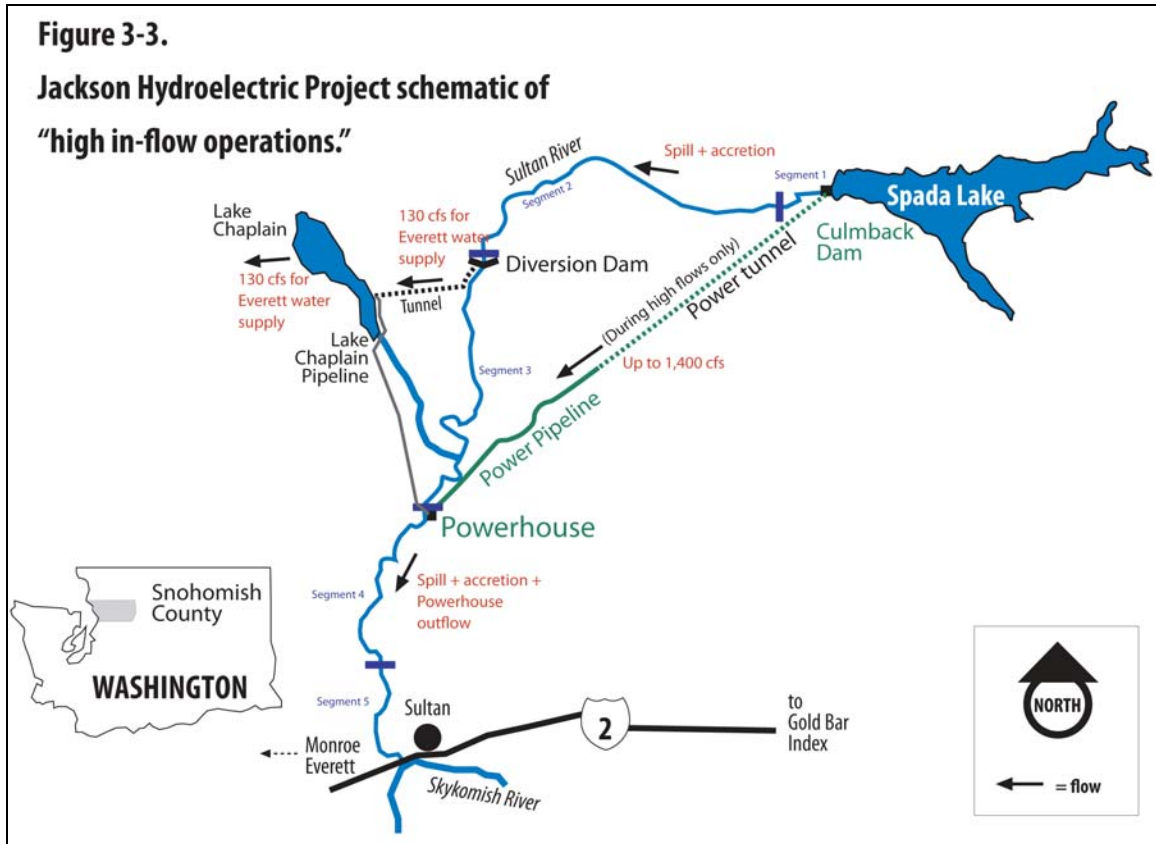 Figure 3-3.
Jackson Hydroelectric Project schematic of
“high in-flow operations.”
Sultan River
Spill + accretion
Segment 1
Segment 2
Spada Lake
Culmback
Dam
Lake
Chaplain
130 cfs for
Everett water
supply
130 cfs for
Everett water
supply
Diversion Dam
Tunnel
(During high flows only)
Power tunnel
Lake
Chaplain
Pipeline
Segment 3
Up to 1,400 cfs
Power Pipeline
Powerhouse
Spill + accretion +
Powerhouse
outflow
Segment 4
Snohomish
County
WASHINGTON
Segment 5
Sultan
2
to
Gold Bar
Index
Monroe
Everett
Skykomish River
NORTH
= flow